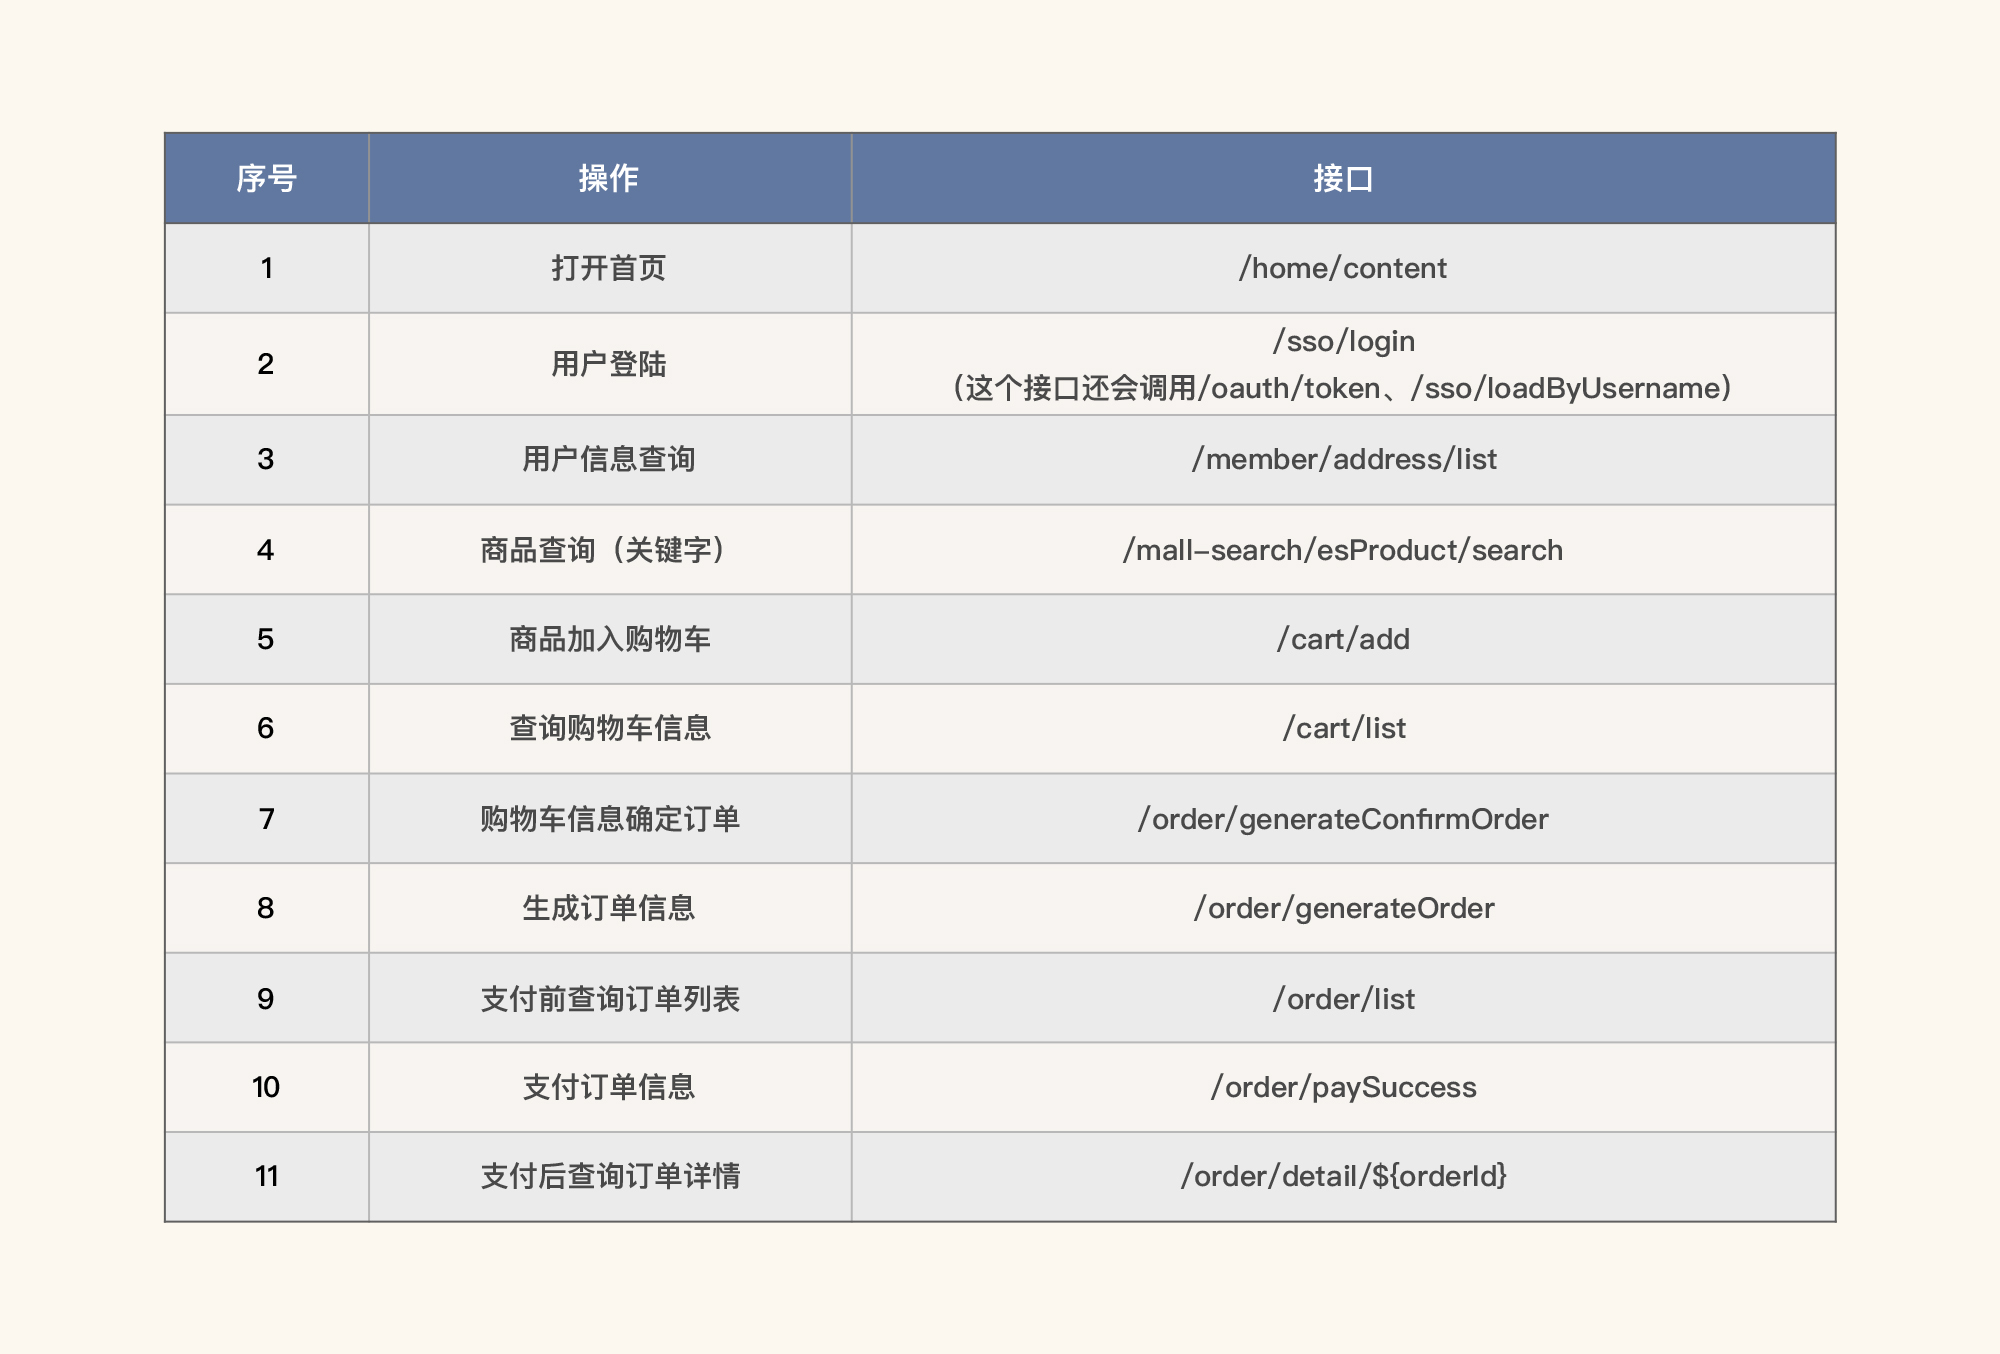 序号 操作 接口
1 打开首页 /home/content
2 用户登陆 /sso/login
（这个接口还会调用/oauth/token、/sso/loadByUsername）
3 用户信息查询 /member/address/list
4 商品查询（关键字） /mall-search/esProduct/search
5 商品加入购物车 /cart/add
6 查询购物车信息 /cart/list
7 购物车信息确定订单 /order/generateConfirmOrder
8 生成订单信息 /order/generateOrder
9 支付前查询订单列表 /order/list
10 支付订单信息 /order/paySuccess
11 支付后查询订单详情 /order/detail/${orderId}